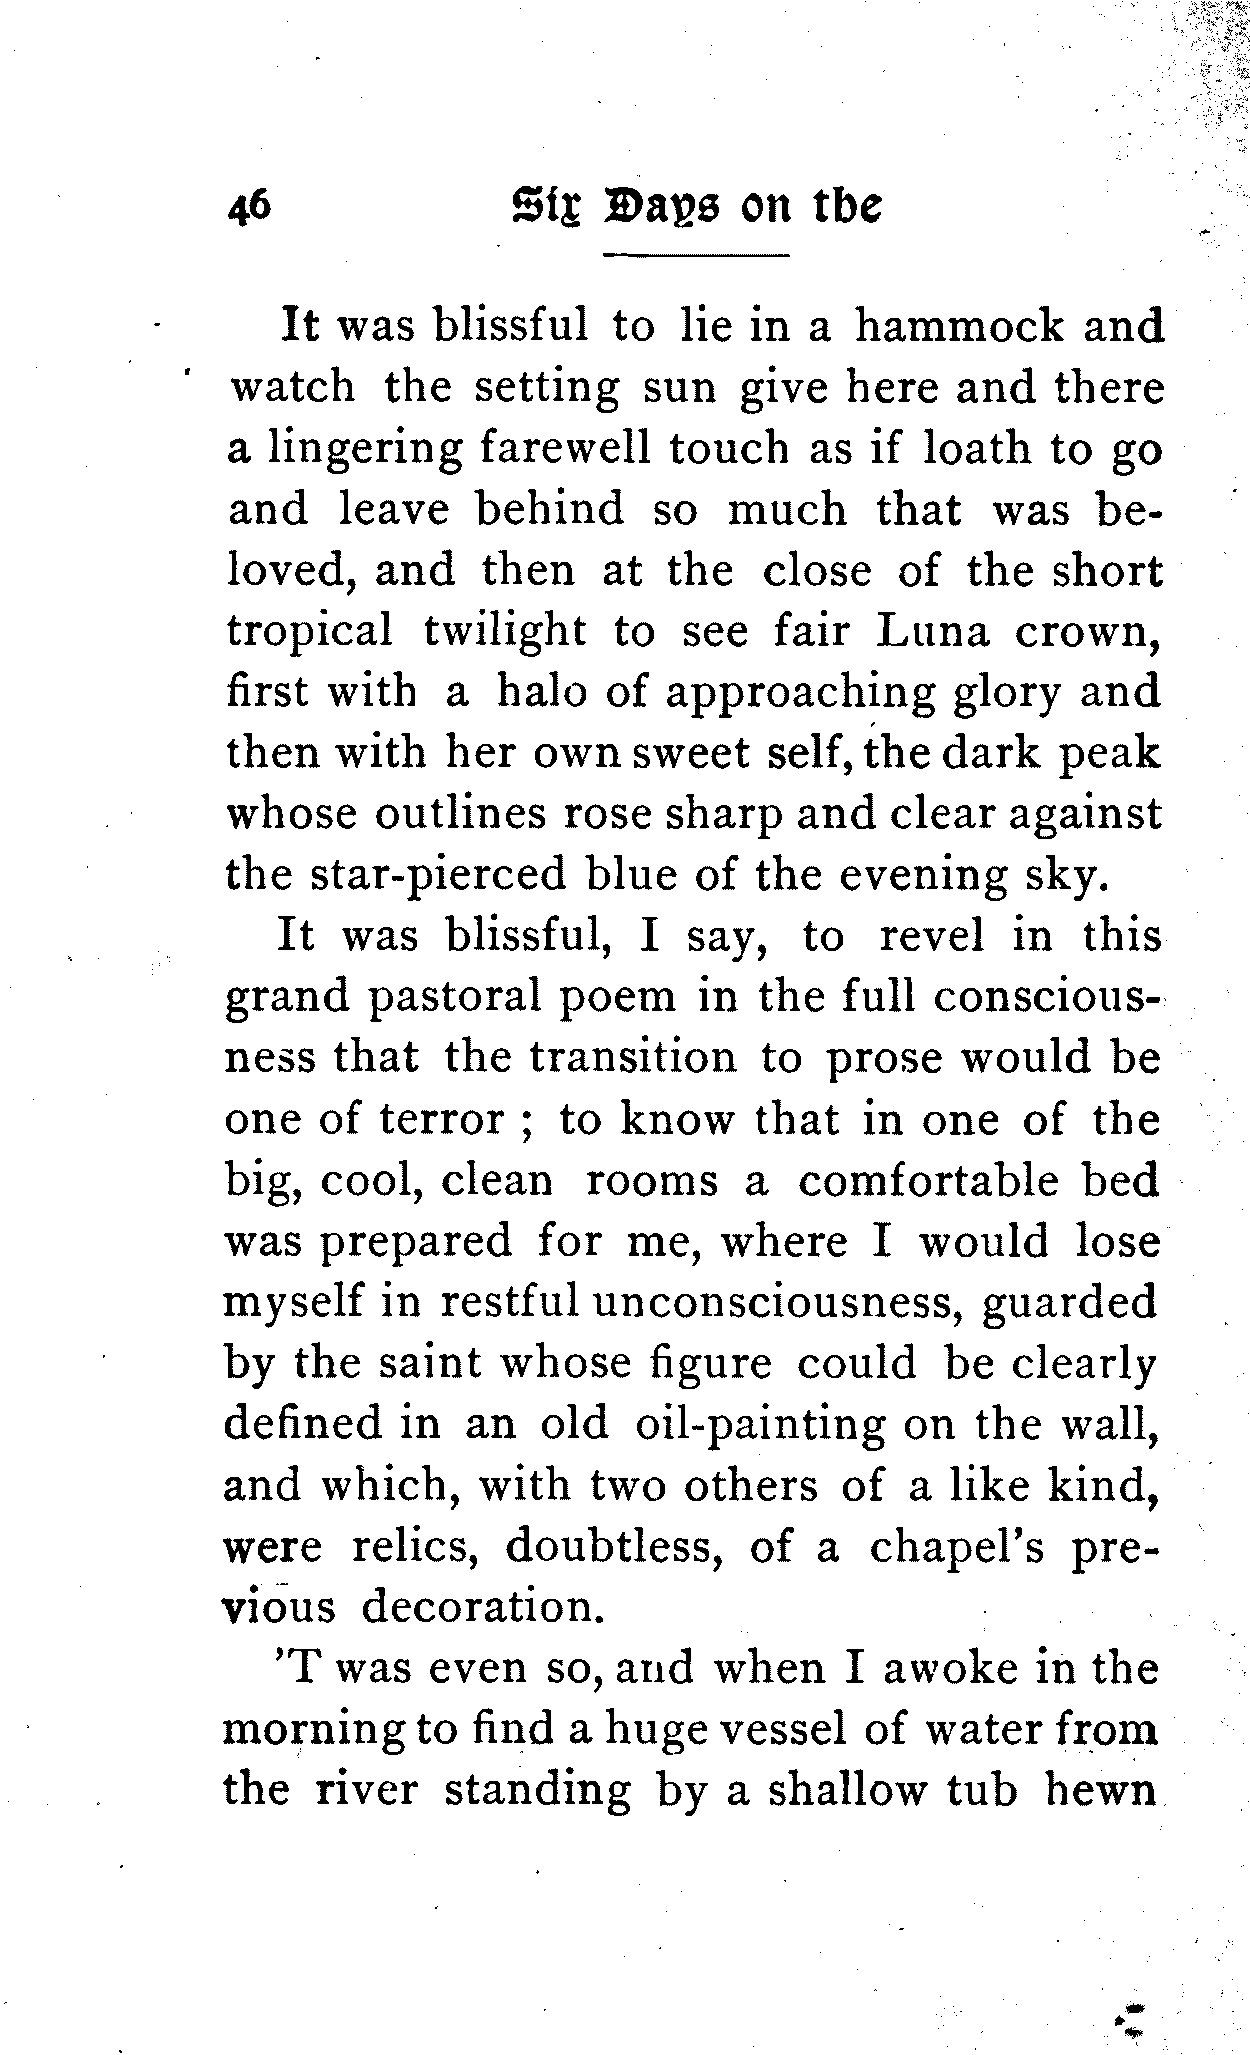 46 Six Days on the
It was blissful to lie in a hammock and
watch the setting sun give here and there
a lingering farewell touch as if loath to go
and leave behind so much that was be-
loved, and then at the close of the short
tropical twilight to see fair Luna crown,
first with a halo of approaching glory and
then with her own sweet self, the dark peak
whose outlines rose sharp and clear against
the star-pierced blue of the evening sky.
It was blissful, I say, to revel in this
grand pastoral poem in the full conscious-
ness that the transition to prose would be
one of terror ; to know that in one of the
big, cool, clean rooms a comfortable bed
was prepared for me, where I would lose
myself in restful unconsciousness, guarded
by the saint whose figure could be clearly
defined in an old oil-painting on the wall,
and which, with two others of a like kind,
were relics, doubtless, of a chapel's pre-
vious decoration.
'T was even so, and when I awoke in the
morning to find a huge vessel of water from
the river standing by a shallow tub hewn